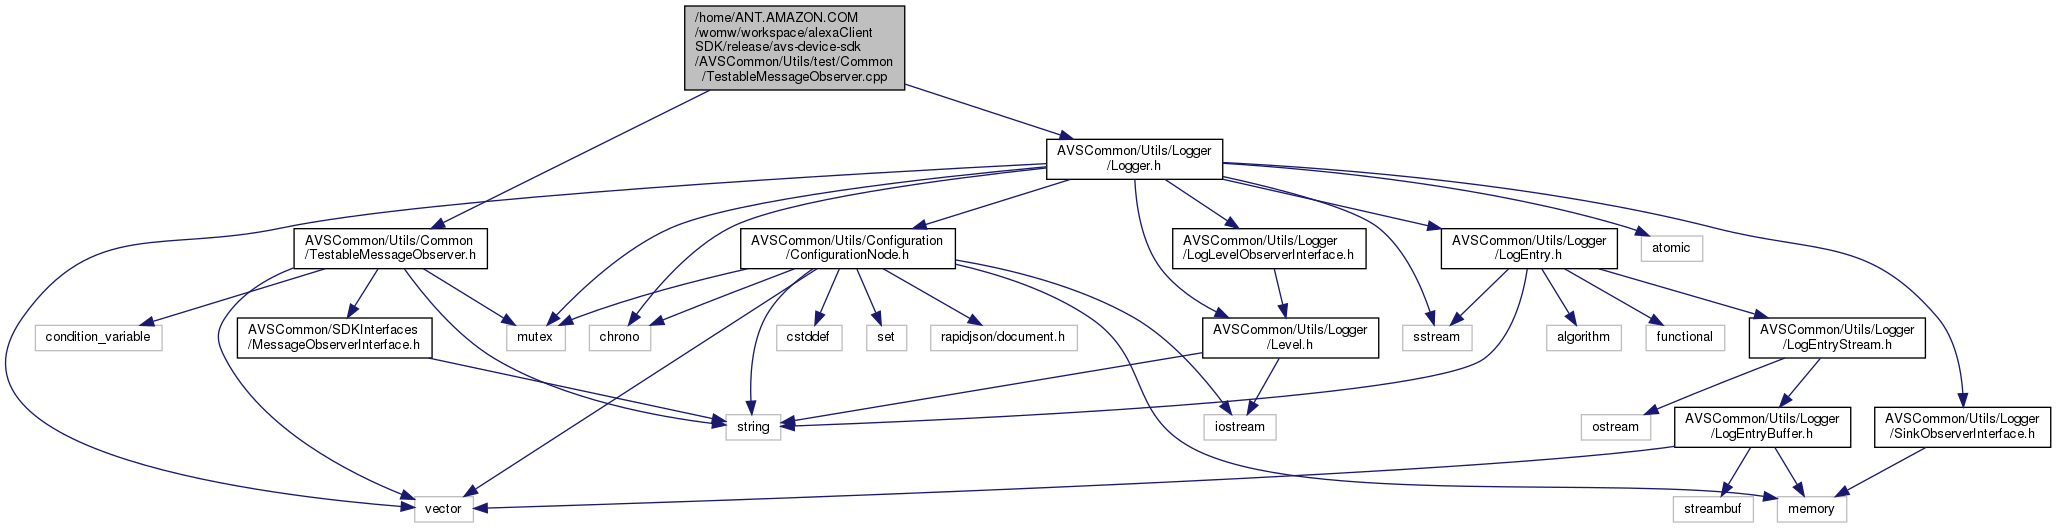 /home/ANT.AMAZON.COM
/womw/workspace/alexaClient
SDK/release/avs-device-sdk
/AVSCommon/Utils/test/Common
/TestableMessageObserver.cpp
AVSCommon/Utils/Logger
/Logger.h
AVSCommon/Utils/Common
/TestableMessageObserver.h
AVSCommon/Utils/Configuration
/ConfigurationNode.h
AVSCommon/Utils/Logger
/LogLevelObserverInterface.h
AVSCommon/Utils/Logger
/LogEntry.h
atomic
condition_variable
AVSCommon/SDKInterfaces
/MessageObserverInterface.h
mutex
chrono
cstddef
set
rapidjson/document.h
AVSCommon/Utils/Logger
/Level.h
sstream
algorithm
functional
AVSCommon/Utils/Logger
/LogEntryStream.h
string
iostream
ostream
AVSCommon/Utils/Logger
/LogEntryBuffer.h
AVSCommon/Utils/Logger
/SinkObserverInterface.h
vector
streambuf
memory